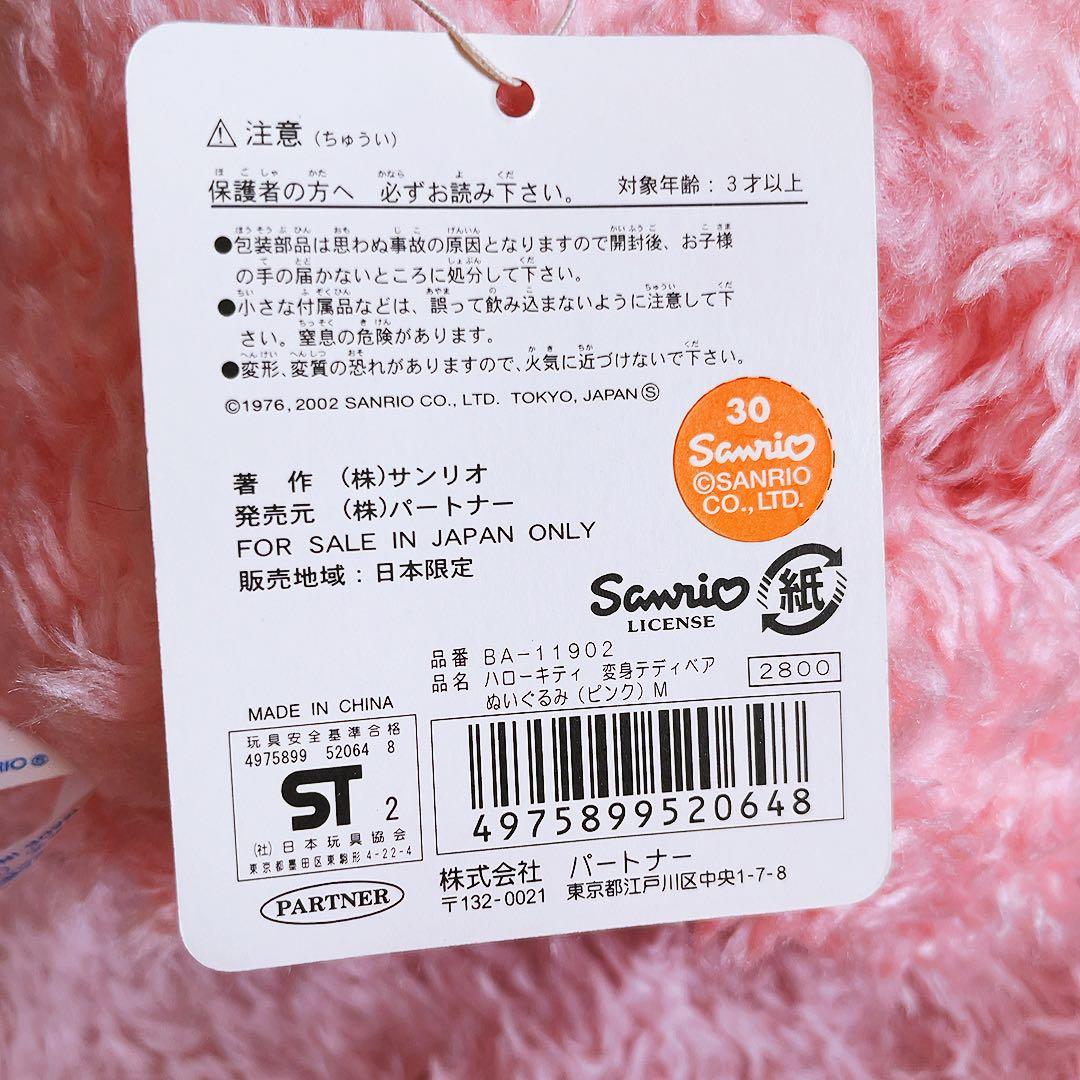 ⚠ 注意 (ちゅうい)
保護者の方へ 必ずお読み下さい。 対象年齢：3才以上
●包装部品は思わぬ事故の原因となりますので開封後、お子様
の手の届かないところに処分して下さい。
●小さな付属品などは、誤って飲み込まないように注意して下
さい。窒息の危険があります。
●変形、変質の恐れがありますので、火気に近づけないで下さい。
©1976, 2002 SANRIO CO., LTD. TOKYO, JAPAN Ⓢ
30
Sanrio
©SANRIO
CO., LTD.
著 作 (株)サンリオ
発売元 (株)パートナー
FOR SALE IN JAPAN ONLY
販売地域：日本限定
Sanrio
LICENSE
紙
品番 BA-11902
品名 ハローキティ 変身テディベア
ぬいぐるみ (ピンク) M
2800
MADE IN CHINA
玩具安全基準合格
4975899 52064 8
ST 2
(社) 日本玩具協会
東京都墨田区東駒形 4-22-4
4975899520648
PARTNER
株式会社 パートナー
〒132-0021 東京都江戸川区中央1-7-8